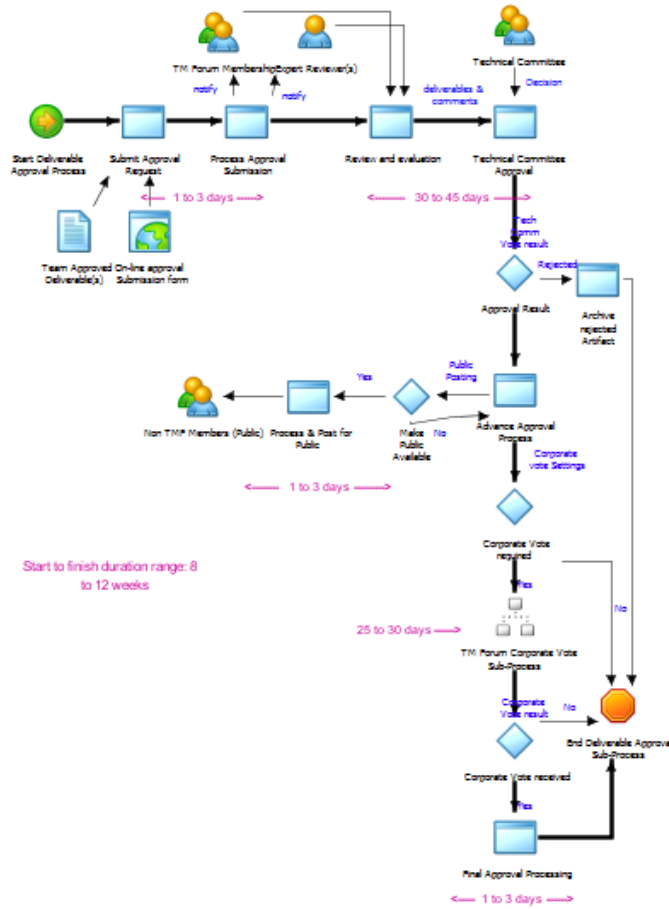 TM Forum Membership
Expert Reviewer(s)
Technical Committee
notify
notify
deliverables &
comments
Decision
Start Deliverable
Approval Process
Submit Approval
Request
Process Approval
Submission
Review and evaluation
Technical Committee
Approval
<------ 1 to 3 days ---->
<------ 30 to 45 days ------>
Tech
Comm
Vote result
Team Approved
Deliverable(s)
On-line approval
Submission form
Rejected
Approval Result
Archive
rejected
Artifact
Public
Posting
Yes
Non TMF Members (Public)
Process & Post for
Public
Make
Public
Available
No
Advance Approval
Process
Corporate
vote Settings
<------ 1 to 3 days ----->
Corporate Vote
required
Start to finish duration range: 8
to 12 weeks
Yes
No
25 to 30 days ---->
TM Forum Corporate Vote
Sub-Process
Corporate
Vote result
No
End Deliverable Approval
Sub-Process
Corporate Vote received
Yes
Final Approval Processing
<----- 1 to 3 days ---->